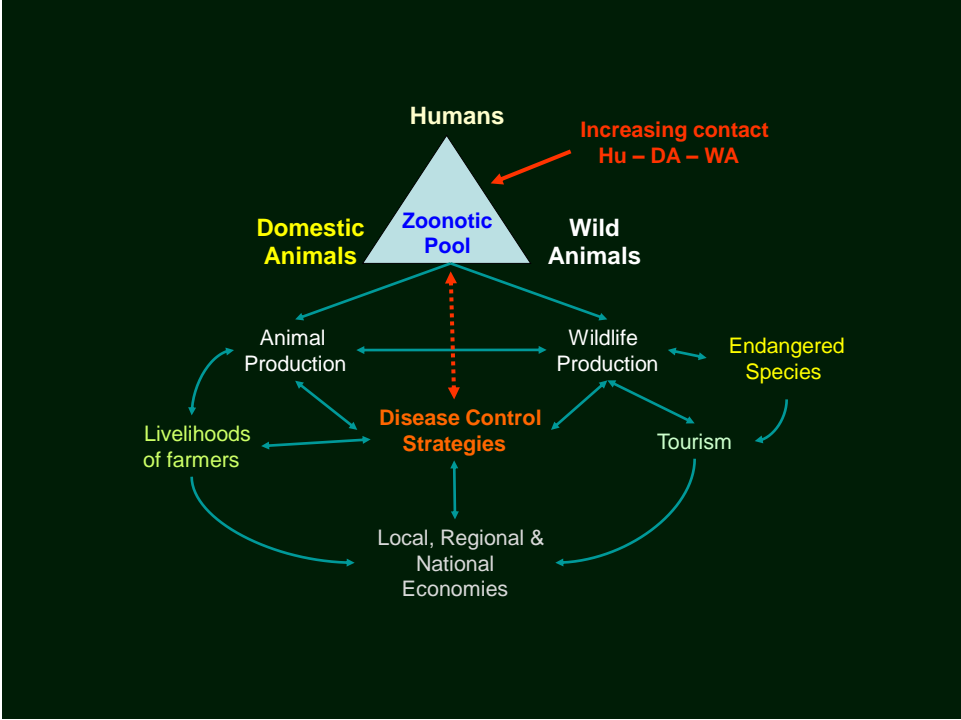 Humans
Increasing contact
Hu – DA – WA
Domestic
Animals
Zoonotic
Pool
Wild
Animals
Animal
Production
Wildlife
Production
Endangered
Species
Disease Control
Strategies
Livelihoods
of farmers
Tourism
Local, Regional &
National
Economies